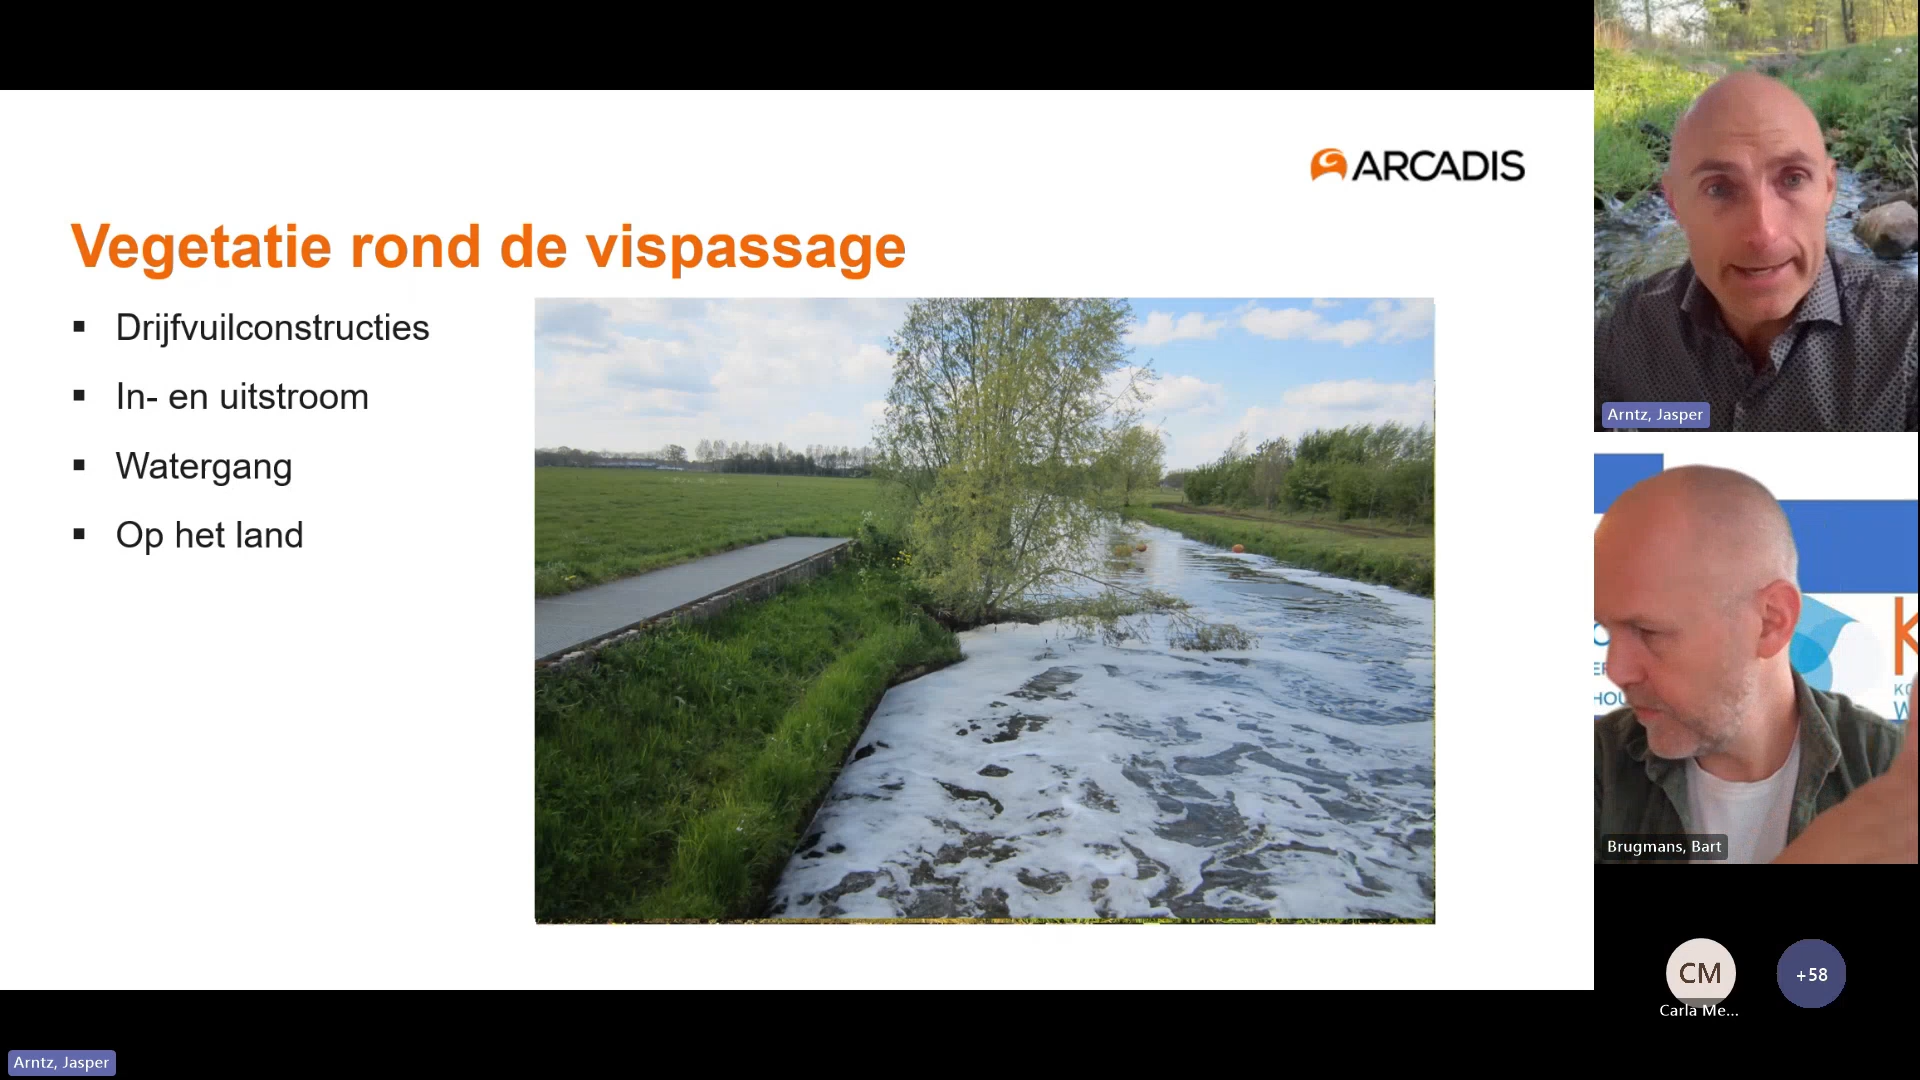 ARCADIS
Vegetatie rond de vispassage
▪ Drijfvuilconstructies
▪ In- en uitstroom
▪ Watergang
▪ Op het land
Arntz, Jasper
Brugmans, Bart
CM
Carla Me...
+58
Arntz, Jasper